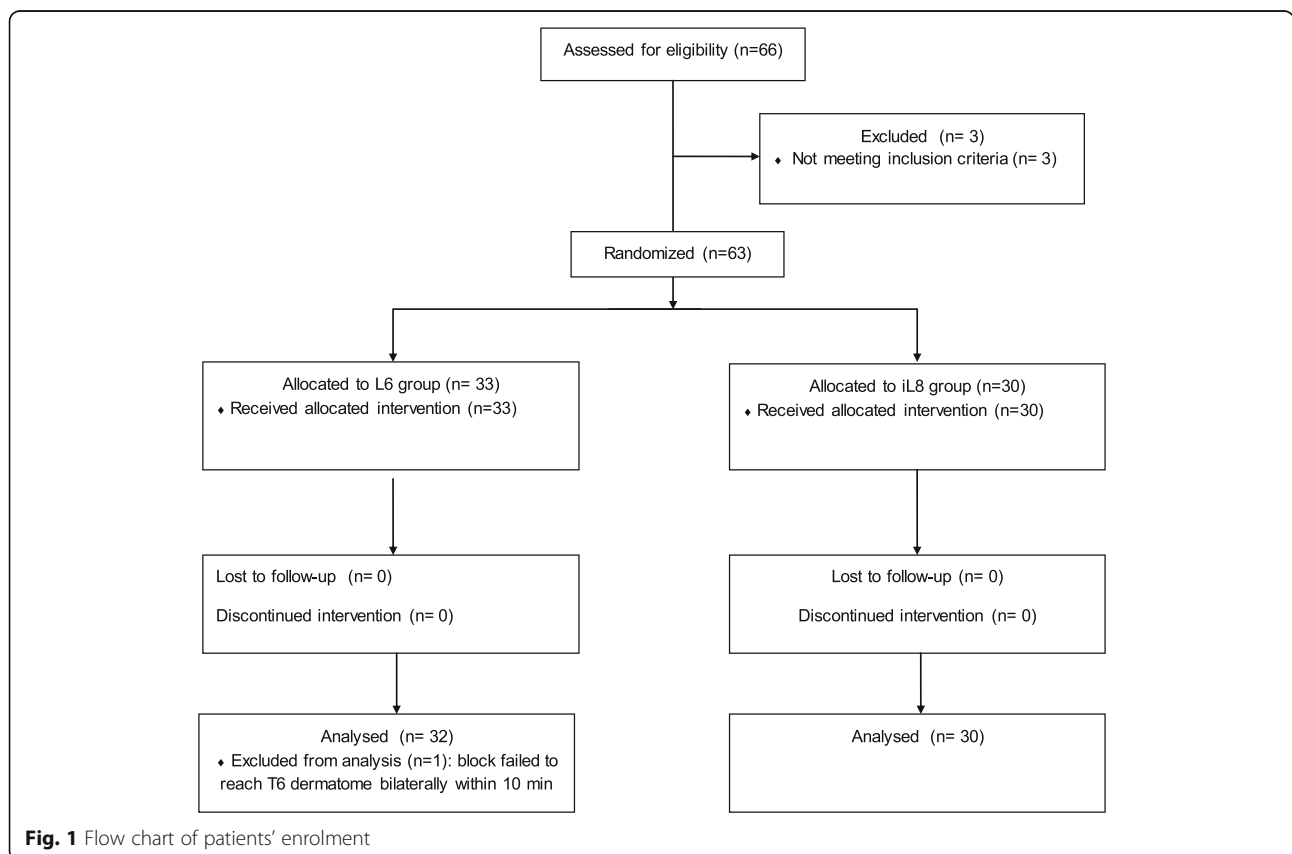 Assessed for eligibility (n=66)
Excluded (n= 3)
♦ Not meeting inclusion criteria (n= 3)
Randomized (n=63)
Allocated to L6 group (n= 33)
♦ Received allocated intervention (n=33)
Allocated to iL8 group (n=30)
♦ Received allocated intervention (n=30)
Lost to follow-up (n= 0)
Discontinued intervention (n= 0)
Lost to follow-up (n= 0)
Discontinued intervention (n= 0)
Analysed (n= 32)
♦ Excluded from analysis (n=1): block failed to
reach T6 dermatome bilaterally within 10 min
Analysed (n= 30)
Fig. 1 Flow chart of patients’ enrolment